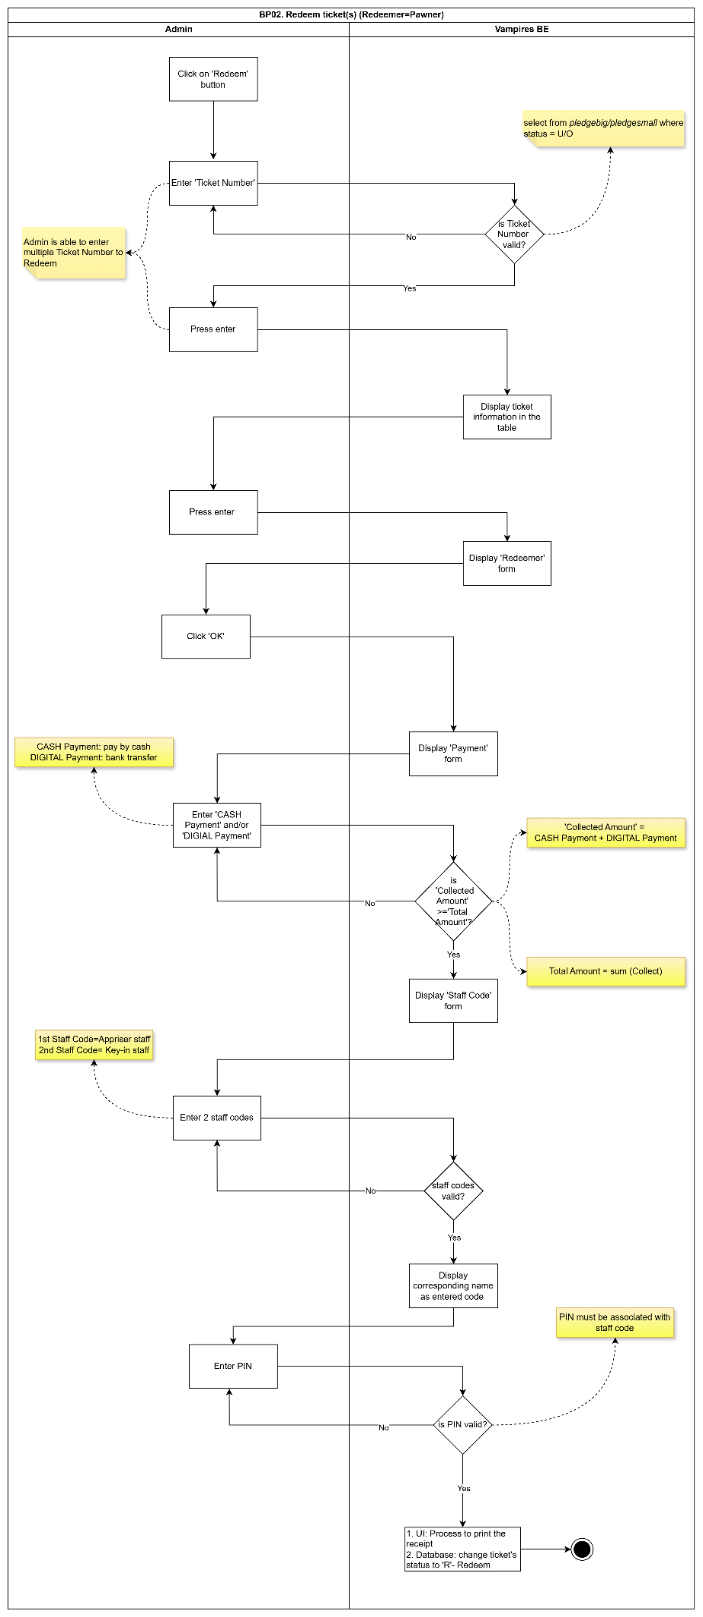 BP02. Redeem ticket(s) (Redeemer=Pawner)
Admin
Vampires BE
Click on 'Redeem'
button
select from pledgebig/pledgesmall where
status = U/O
Enter 'Ticket Number'
is Ticket
Number
valid?
No
Admin is able to enter
multiple Ticket Number to
Redeem
Yes
Press enter
Display ticket
information in the
table
Press enter
Display 'Redeemer'
form
Click 'OK'
CASH Payment: pay by cash
DIGITAL Payment: bank transfer
Display 'Payment'
form
Enter 'CASH
Payment' and/or
'DIGIAL Payment'
'Collected Amount' =
CASH Payment + DIGITAL Payment
is
'Collected
Amount'
>='Total
Amount'?
No
Yes
Total Amount = sum (Collect)
Display 'Staff Code'
form
1st Staff Code=Appriser staff
2nd Staff Code= Key-in staff
Enter 2 staff codes
staff codes
valid?
No
Yes
Display
corresponding name
as entered code
PIN must be associated with
staff code
Enter PIN
is PIN valid?
No
Yes
1. UI: Process to print the
receipt
2. Database: change ticket's
status to 'R'- Redeem